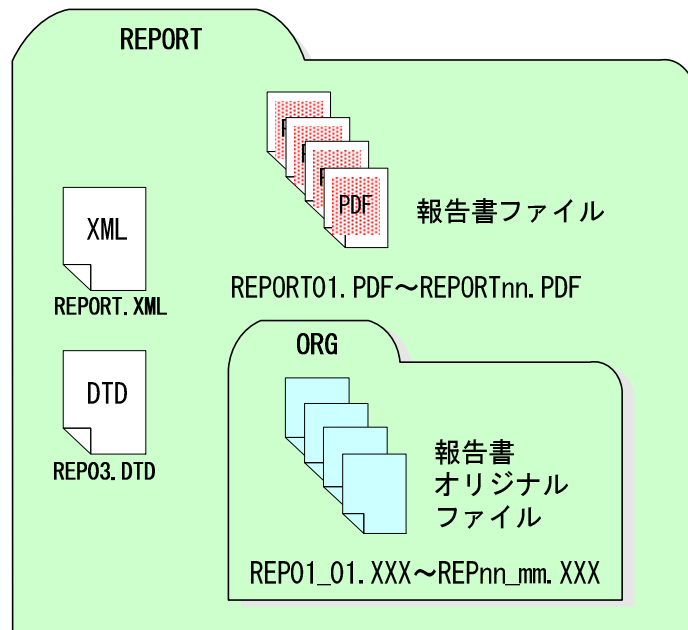 REPORT
PDF
報告書ファイル
REPORT01.PDF～REPORTnn.PDF
XML
REPORT.XML
DTD
REP03.DTD
ORG
報告書
オリジナル
ファイル
REP01_01.XXX～REPnn_mm.XXX